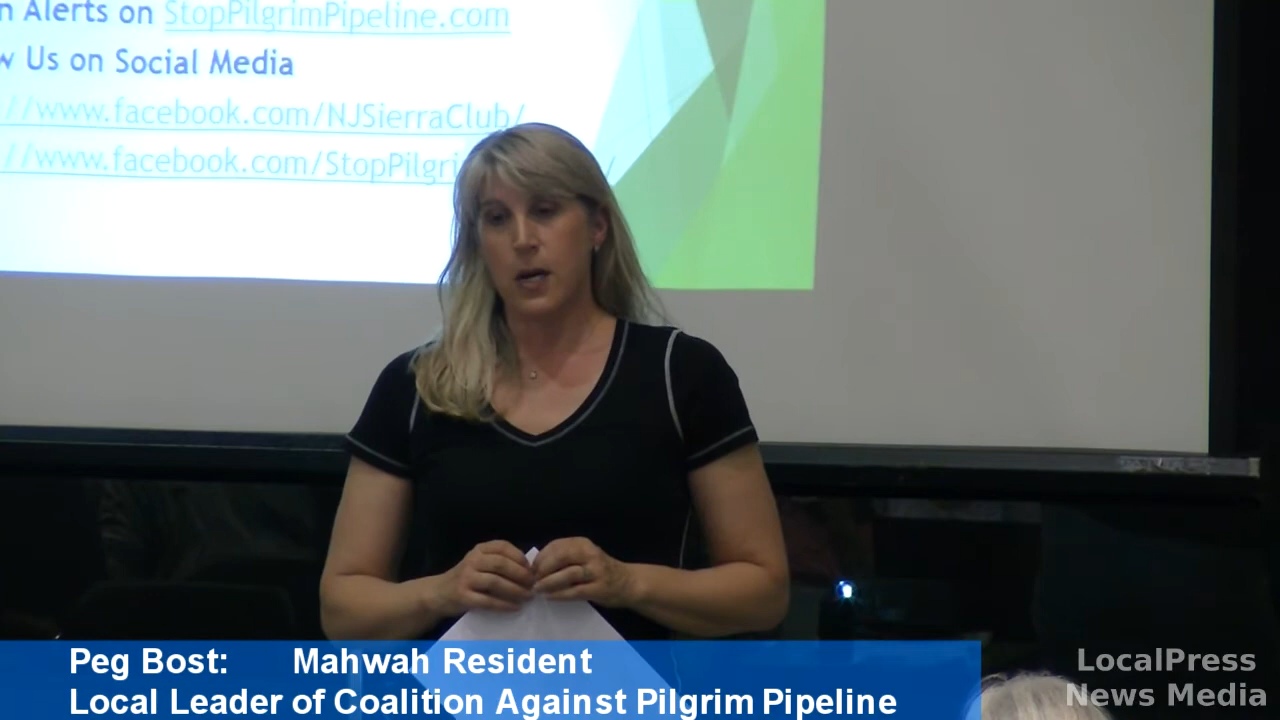 n Alerts on StopPilgrimPipeline.com
w Us on Social Media
//www.facebook.com/NJSierraClub/
//www.facebook.com/StopPilgri /
Peg Bost: Mahwah Resident
Local Leader of Coalition Against Pilgrim Pipeline
LocalPress
News Media